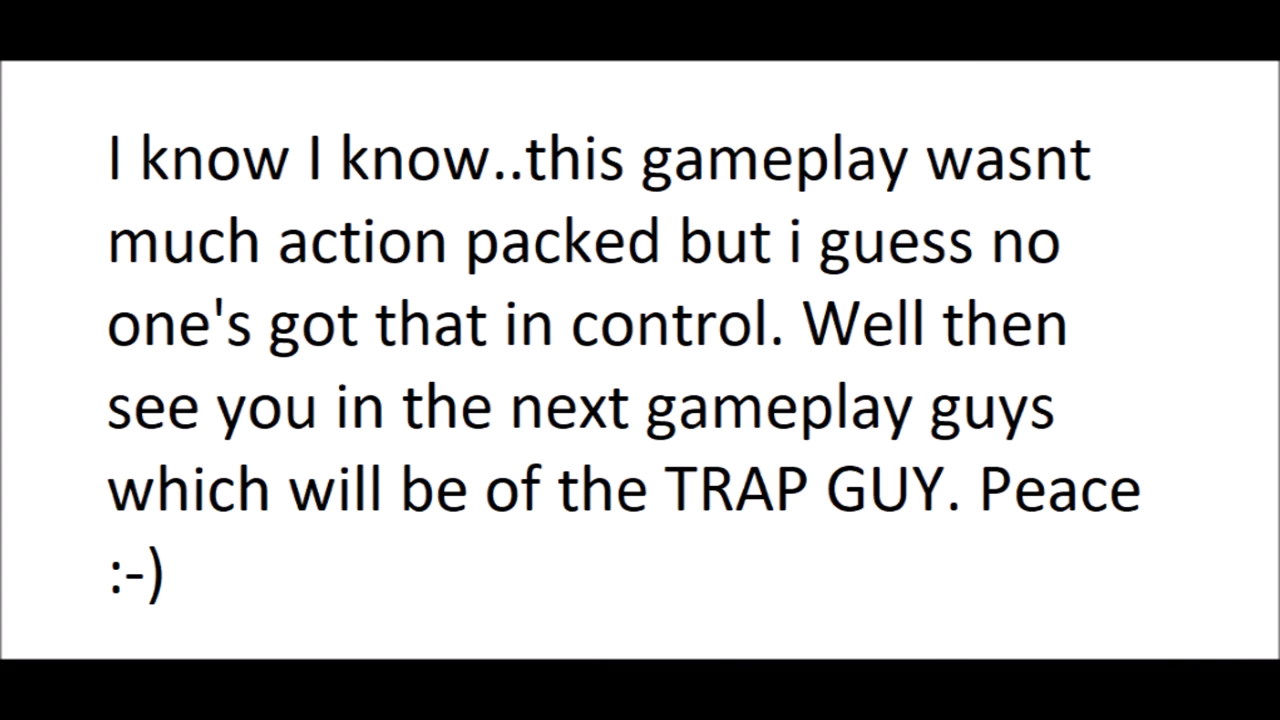 I know I know..this gameplay wasnt
much action packed but i guess no
one's got that in control. Well then
see you in the next gameplay guys
which will be of the TRAP GUY. Peace
:-)